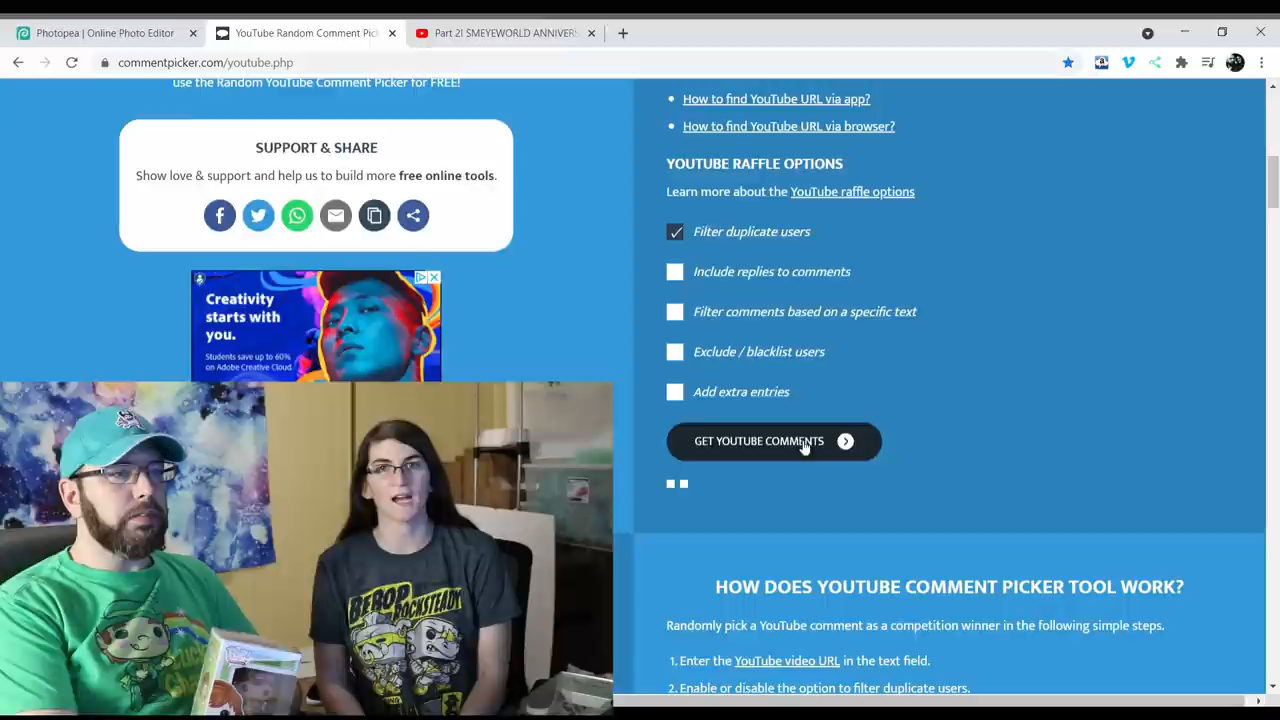 Photopea | Online Photo Editor
YouTube Random Comment Pick
Part 2! SMEYEWORLD ANNIVERS
commentpicker.com/youtube.php
use the Random YouTube Comment Picker for FREE!
SUPPORT & SHARE
Show love & support and help us to build more free online tools.
Creativity
starts with
you.
Students save up to 60%
on Adobe Creative Cloud.
How to find YouTube URL via app?
How to find YouTube URL via browser?
YOUTUBE RAFFLE OPTIONS
Learn more about the YouTube raffle options
Filter duplicate users
Include replies to comments
Filter comments based on a specific text
Exclude / blacklist users
Add extra entries
GET YOUTUBE COMMENTS
HOW DOES YOUTUBE COMMENT PICKER TOOL WORK?
Randomly pick a YouTube comment as a competition winner in the following simple steps.
1. Enter the YouTube video URL in the text field.
2. Enable or disable the option to filter duplicate users.
BEBOP
ROCKSTEADY